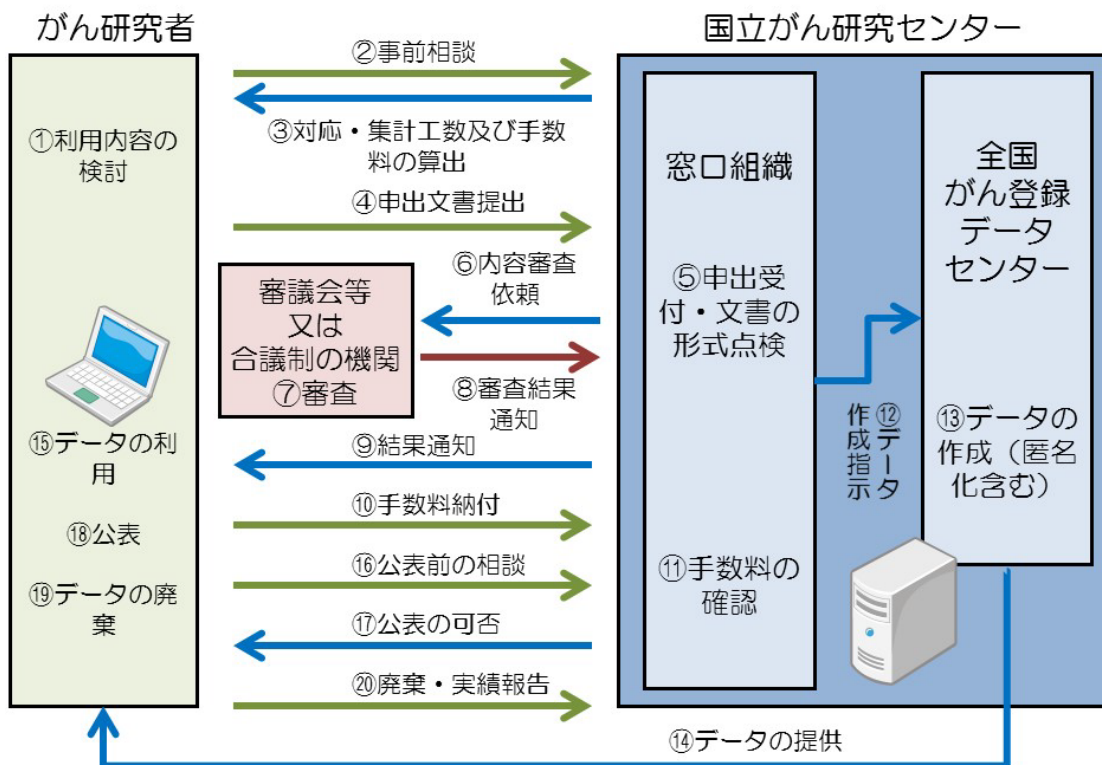 がん研究者
国立がん研究センター
①利用内容の
検討
②事前相談
③対応・集計工数及び手数
料の算出
④申出文書提出
窓口組織
⑤申出受
付・文書の
形式点検
全国
がん登録
データ
センター
⑥内容審査
依頼
審議会等
又は
合議制の機関
⑦審査
⑧審査結果
通知
⑨結果通知
⑩手数料納付
⑪手数料の
確認
⑫データ
作成指示
⑬データの
作成（匿名
化含む）
⑭データの提供
⑮データの利
用
⑯公表前の相談
⑰公表の可否
⑱公表
⑲データの廃
棄
⑳廃棄・実績報告